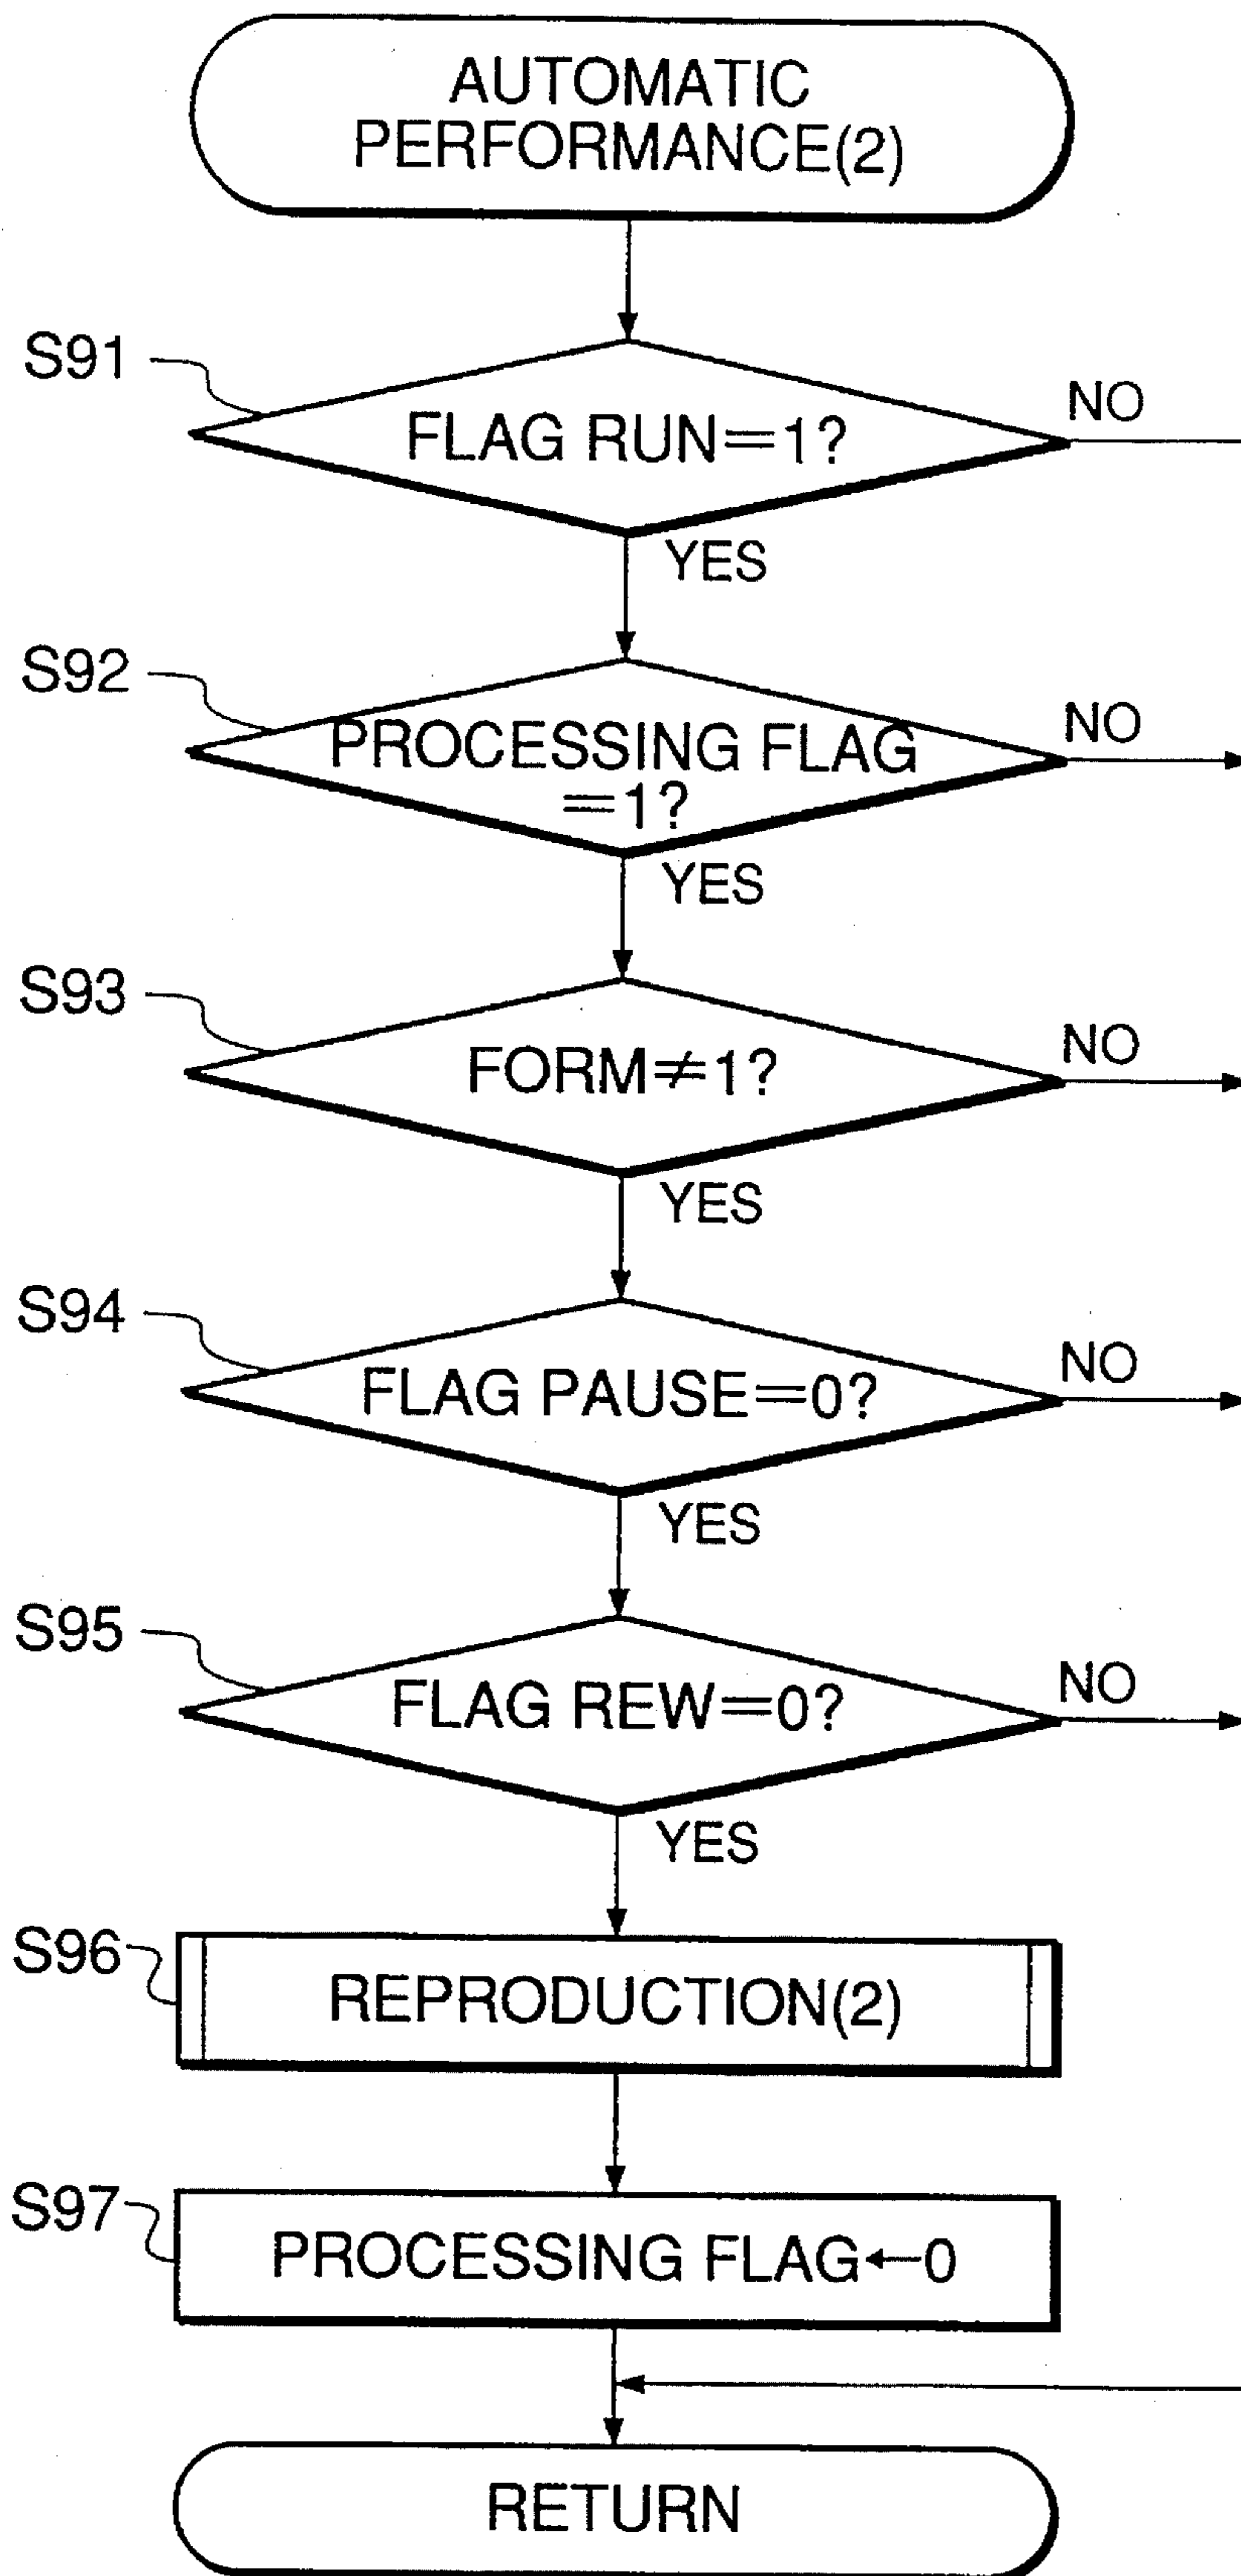 AUTOMATIC
PERFORMANCE(2)
S91
FLAG RUN=1?
NO
YES
S92
PROCESSING FLAG
=1?
NO
YES
S93
FORM≠1?
NO
YES
S94
FLAG PAUSE=0?
NO
YES
S95
FLAG REW=0?
NO
YES
S96
REPRODUCTION(2)
S97
PROCESSING FLAG←0
RETURN